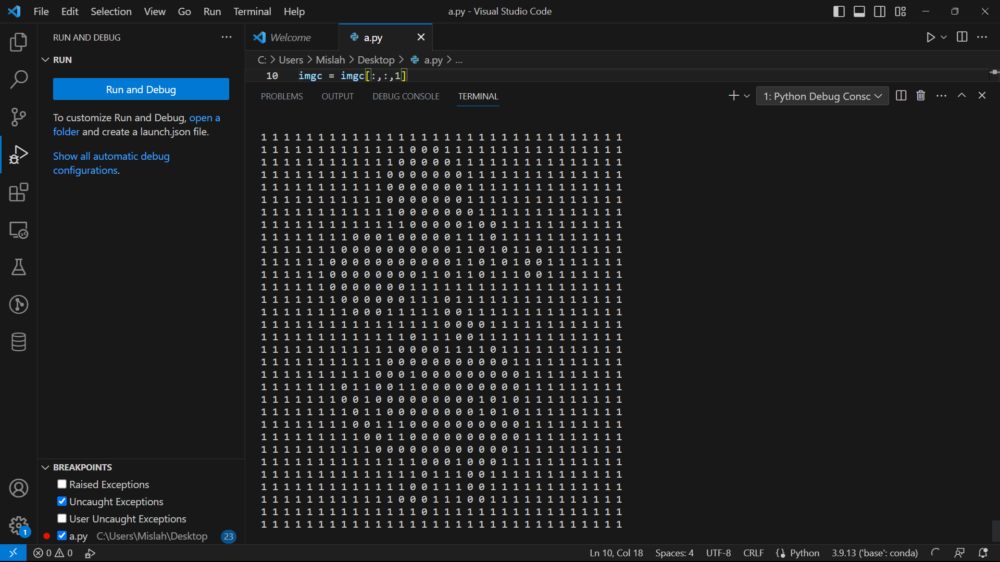 File Edit Selection View Go Run Terminal Help
a.py - Visual Studio Code
RUN AND DEBUG
RUN
Run and Debug
To customize Run and Debug, open a
folder and create a launch.json file.
Show all automatic debug
configurations.
Welcome
a.py
C: > Users > Mislah > Desktop > a.py > ...
10 imgc = imgc[:,:,1]
PROBLEMS OUTPUT DEBUG CONSOLE TERMINAL
1: Python Debug Consc
1 1 1 1 1 1 1 1 1 1 1 1 1 1 1 1 1 1 1 1 1 1 1 1 1 1 1 1 1 1 1 1
1 1 1 1 1 1 1 1 1 1 1 1 1 0 0 0 1 1 1 1 1 1 1 1 1 1 1 1 1 1 1 1
1 1 1 1 1 1 1 1 1 1 1 1 0 0 0 0 0 1 1 1 1 1 1 1 1 1 1 1 1 1 1 1
1 1 1 1 1 1 1 1 1 1 1 0 0 0 0 0 0 0 1 1 1 1 1 1 1 1 1 1 1 1 1 1
1 1 1 1 1 1 1 1 1 1 1 0 0 0 0 0 0 0 1 1 1 1 1 1 1 1 1 1 1 1 1 1
1 1 1 1 1 1 1 1 1 1 1 0 0 0 0 0 0 0 1 1 1 1 1 1 1 1 1 1 1 1 1 1
1 1 1 1 1 1 1 1 1 1 1 1 0 0 0 0 0 0 0 1 1 1 1 1 1 1 1 1 1 1 1 1
1 1 1 1 1 1 1 1 1 1 1 1 1 0 0 0 0 0 1 0 0 1 1 1 1 1 1 1 1 1 1 1
1 1 1 1 1 1 1 1 0 0 0 1 0 0 0 0 0 1 1 1 0 1 1 1 1 1 1 1 1 1 1 1
1 1 1 1 1 1 1 0 0 0 0 0 0 0 0 0 0 1 1 0 1 0 1 1 0 1 1 1 1 1 1 1
1 1 1 1 1 1 0 0 0 0 0 0 0 0 0 0 0 1 1 0 1 0 1 0 0 1 1 1 1 1 1 1
1 1 1 1 1 1 0 0 0 0 0 0 0 0 1 1 0 1 1 0 1 1 1 0 0 1 1 1 1 1 1 1
1 1 1 1 1 1 0 0 0 0 0 0 0 1 1 1 1 1 1 1 1 1 1 1 1 1 1 1 1 1 1 1
1 1 1 1 1 1 1 0 0 0 0 0 0 1 1 1 0 1 1 1 1 1 1 1 1 1 1 1 1 1 1 1
1 1 1 1 1 1 1 1 0 0 0 1 1 1 1 1 0 0 1 1 1 1 1 1 1 1 1 1 1 1 1 1
1 1 1 1 1 1 1 1 1 1 1 1 1 1 1 1 0 0 0 0 1 1 1 1 1 1 1 1 1 1 1 1
1 1 1 1 1 1 1 1 1 1 1 1 1 0 1 1 1 0 0 1 1 1 1 1 1 1 1 1 1 1 1 1
1 1 1 1 1 1 1 1 1 1 1 1 0 0 0 0 1 1 1 1 0 1 1 1 1 1 1 1 1 1 1 1
1 1 1 1 1 1 1 1 1 1 1 0 0 0 0 0 0 0 0 0 0 0 1 1 1 1 1 1 1 1 1 1
1 1 1 1 1 1 1 1 1 1 0 0 0 1 0 0 0 0 0 0 0 0 0 1 1 1 1 1 1 1 1 1
1 1 1 1 1 1 1 0 1 1 0 0 1 1 0 0 0 0 0 0 0 0 0 1 1 1 1 1 1 1 1 1
1 1 1 1 1 1 1 0 0 1 0 0 0 0 0 0 0 0 0 1 0 1 0 1 1 1 1 1 1 1 1 1
1 1 1 1 1 1 1 1 0 1 1 0 0 0 0 0 0 0 0 1 0 1 0 1 1 1 1 1 1 1 1 1
1 1 1 1 1 1 1 1 0 0 1 1 1 0 0 0 0 0 0 0 0 0 0 1 1 1 1 1 1 1 1 1
1 1 1 1 1 1 1 1 1 0 0 1 1 0 0 0 0 0 0 0 0 0 0 1 1 1 1 1 1 1 1 1
1 1 1 1 1 1 1 1 1 1 0 0 0 0 0 0 0 0 0 0 0 0 1 1 1 1 1 1 1 1 1 1
1 1 1 1 1 1 1 1 1 1 1 1 1 1 0 0 0 1 0 0 0 1 1 1 1 1 1 1 1 1 1 1
1 1 1 1 1 1 1 1 1 1 1 1 1 1 0 1 1 1 0 0 1 1 1 1 1 1 1 1 1 1 1 1
1 1 1 1 1 1 1 1 1 1 1 1 1 0 0 1 1 1 0 0 1 1 1 1 1 1 1 1 1 1 1 1
1 1 1 1 1 1 1 1 1 1 1 1 0 0 0 1 1 1 0 0 1 1 1 1 1 1 1 1 1 1 1 1
1 1 1 1 1 1 1 1 1 1 1 1 1 1 0 1 1 1 1 1 1 1 1 1 1 1 1 1 1 1 1 1
1 1 1 1 1 1 1 1 1 1 1 1 1 1 1 1 1 1 1 1 1 1 1 1 1 1 1 1 1 1 1 1
BREAKPOINTS
Raised Exceptions
Uncaught Exceptions
User Uncaught Exceptions
a.py C:\Users\Mislah\Desktop 23
1
0 0
Ln 10, Col 18 Spaces: 4 UTF-8 CRLF Python 3.9.13 ('base': conda)